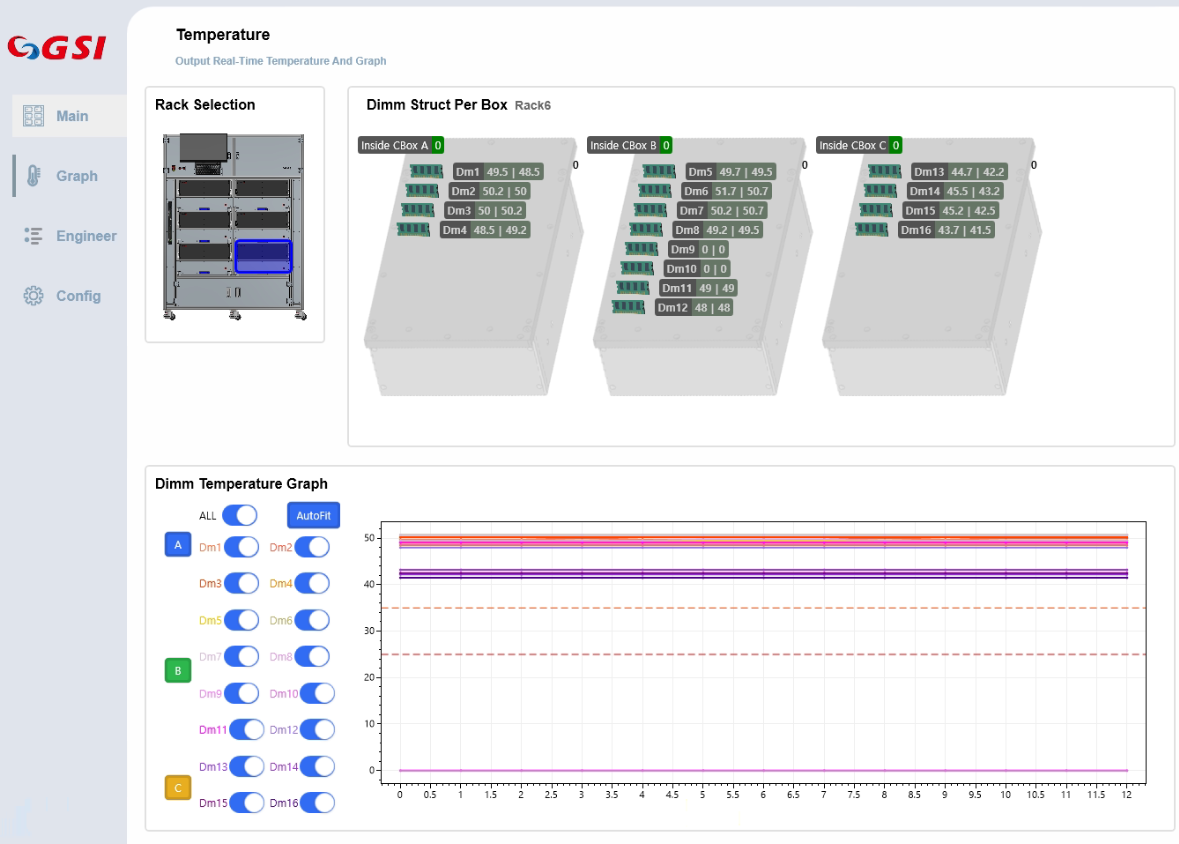 GSI
Main
Graph
Engineer
Config
Temperature
Output Real-Time Temperature And Graph
Rack Selection
Dimm Struct Per Box Rack6
Inside CBox A 0
0
Dm1 49.5 | 48.5
Dm2 50.2 | 50
Dm3 50 | 50.2
Dm4 48.5 | 49.2
Inside CBox B 0
0
Dm5 49.7 | 49.5
Dm6 51.7 | 50.7
Dm7 50.2 | 50.7
Dm8 49.2 | 49.5
Dm9 0 | 0
Dm10 0 | 0
Dm11 49 | 49
Dm12 48 | 48
Inside CBox C 0
0
Dm13 44.7 | 42.2
Dm14 45.5 | 43.2
Dm15 45.2 | 42.5
Dm16 43.7 | 41.5
Dimm Temperature Graph
ALL AutoFit
A Dm1 Dm2
Dm3 Dm4
Dm5 Dm6
B Dm7 Dm8
Dm9 Dm10
Dm11 Dm12
Dm13 Dm14
C Dm15 Dm16
50
40
30
20
10
0
0 0.5 1 1.5 2 2.5 3 3.5 4 4.5 5 5.5 6 6.5 7 7.5 8 8.5 9 9.5 10 10.5 11 11.5 12